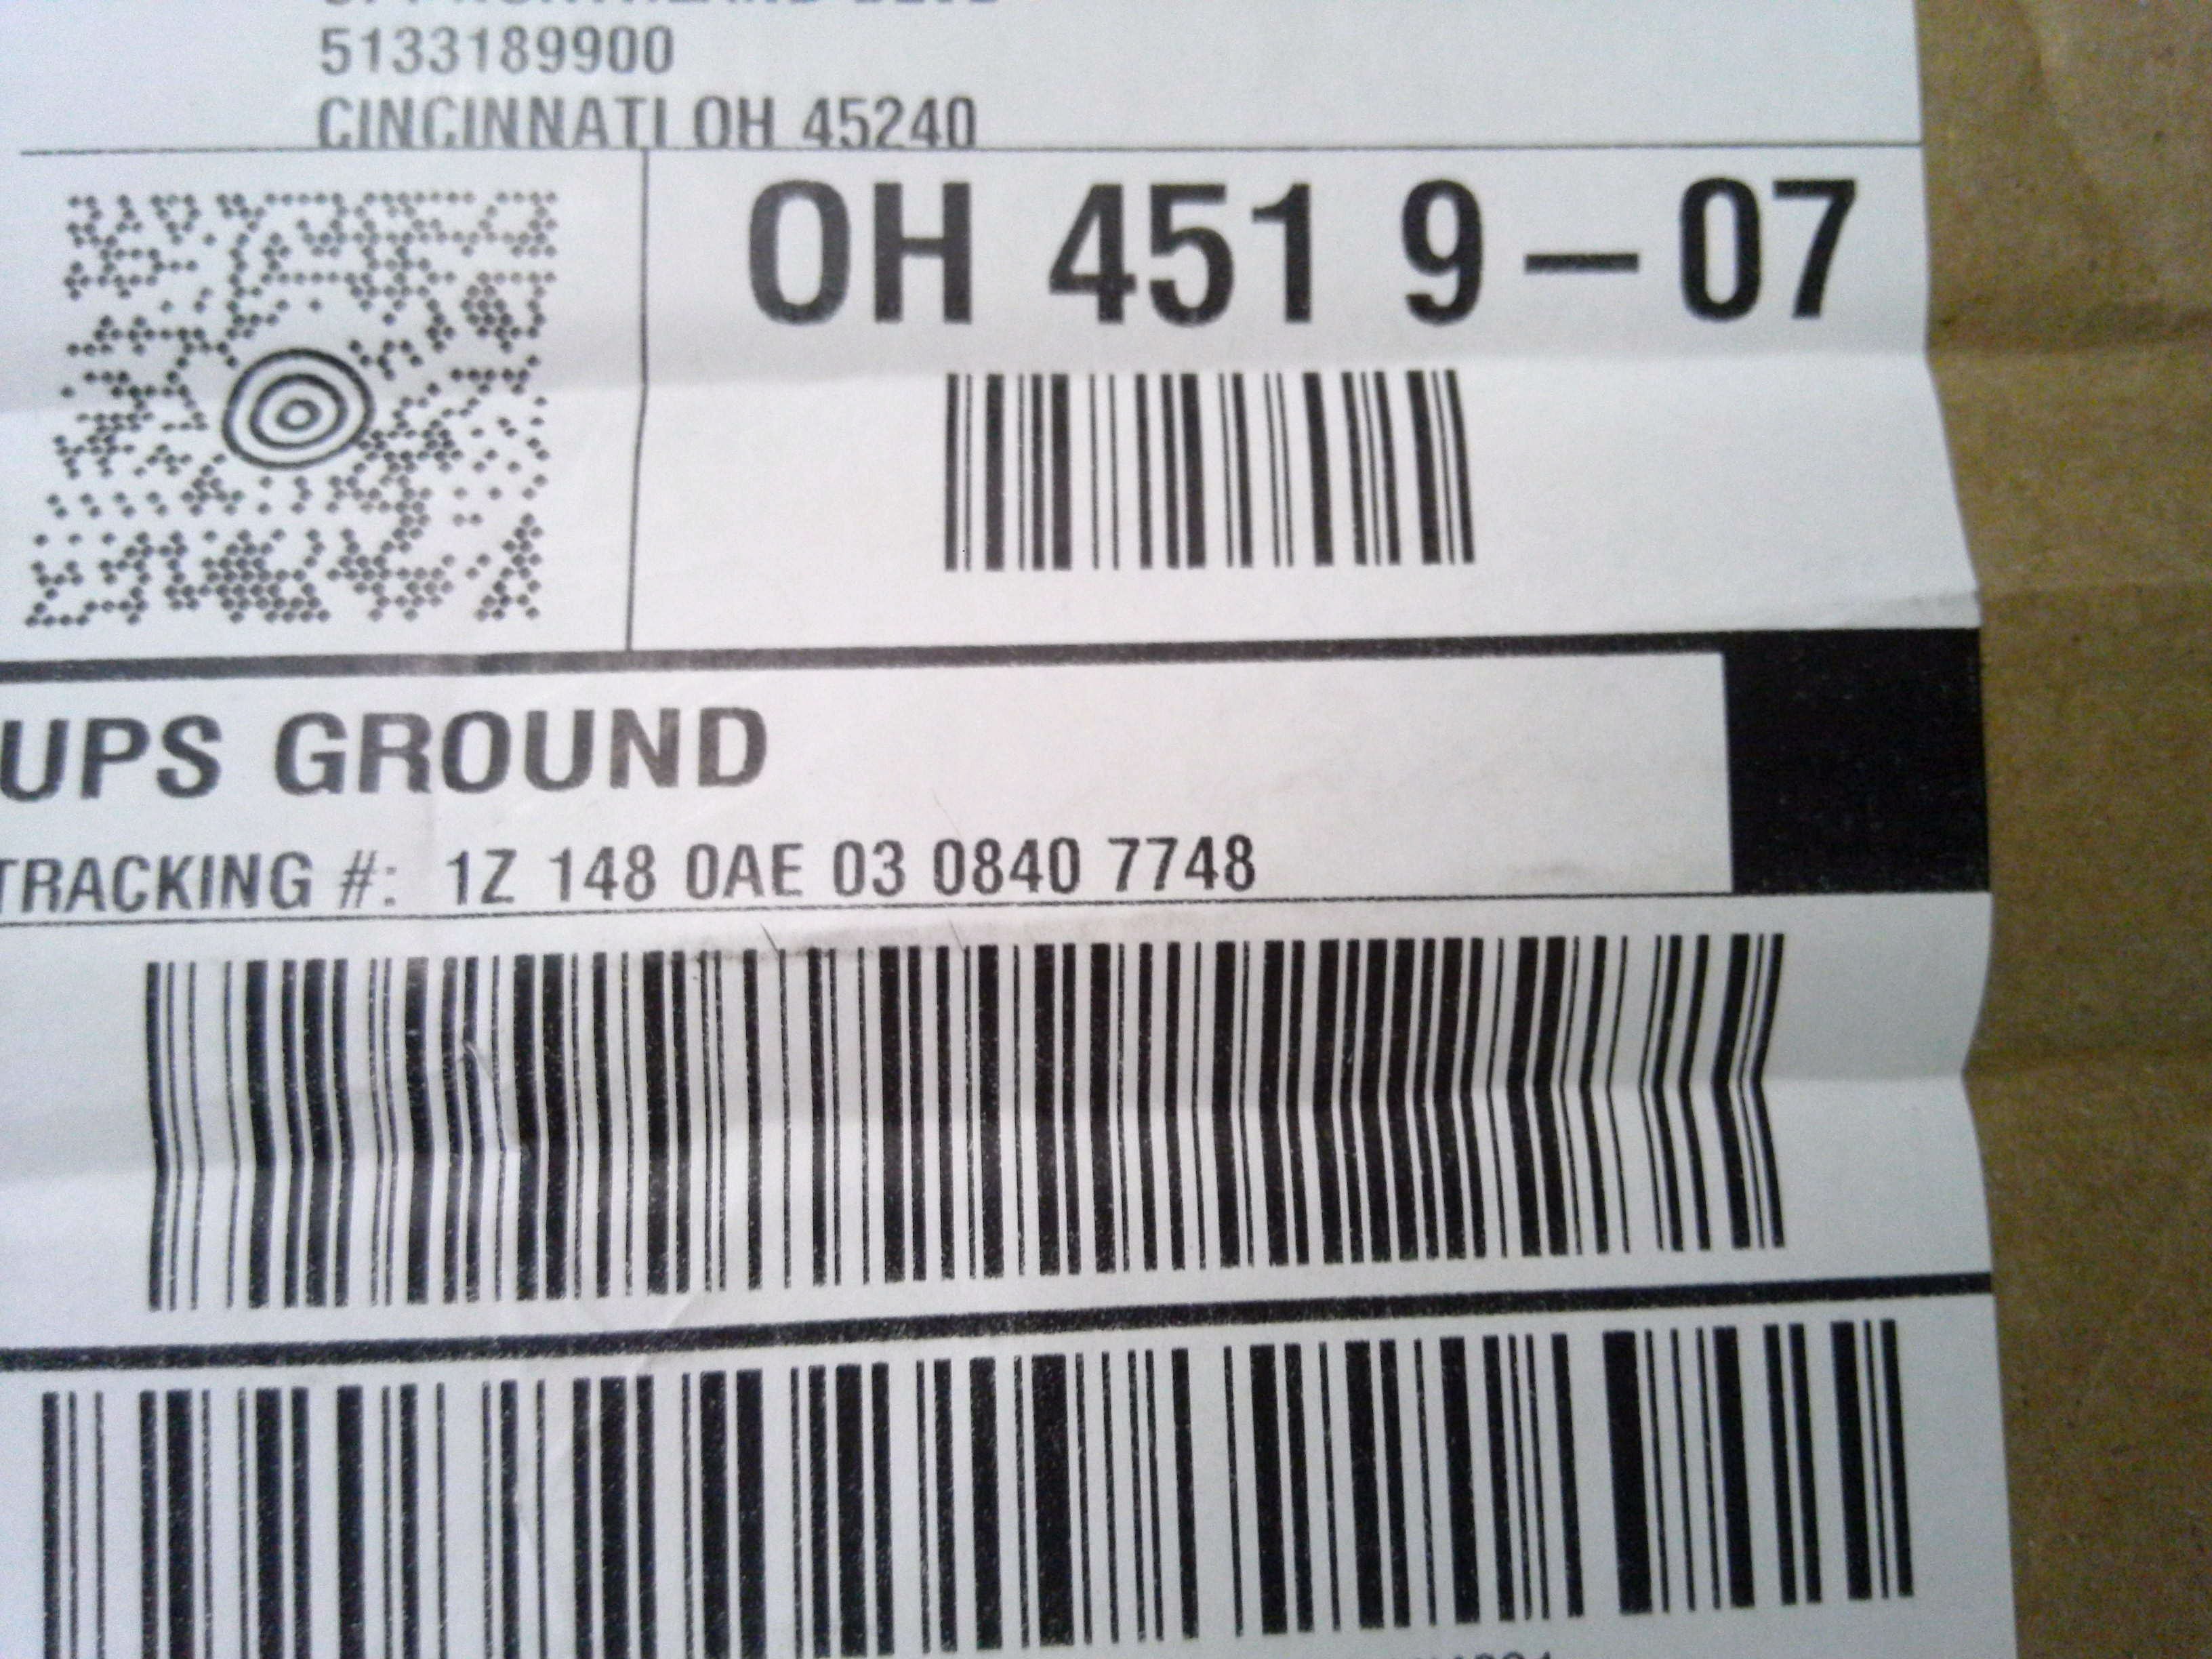 5133189900
CINCINNATI OH 45240
OH 451 9-07
UPS GROUND
TRACKING #: 1Z 148 0AE 03 0840 7748